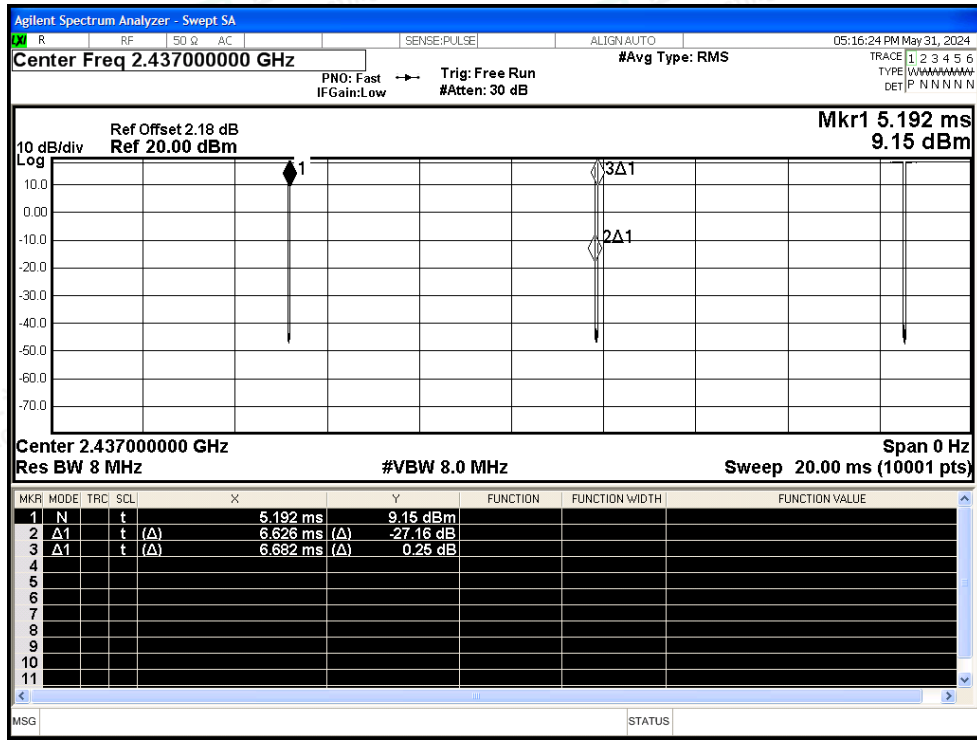 Agilent Spectrum Analyzer - Swept SA
LXI R RF 50 Ω AC SENSE:PULSE ALIGN AUTO 05:16:24 PM May 31, 2024
Center Freq 2.437000000 GHz #Avg Type: RMS TRACE 1 2 3 4 5 6
PNO: Fast Trig: Free Run TYPE WWWWWW
IFGain:Low #Atten: 30 dB DET P N N N N N
Mkr1 5.192 ms
Ref Offset 2.18 dB
10 dB/div Ref 20.00 dBm 9.15 dBm
Log
1 3Δ1
10.0
0.00
-10.0
2Δ1
-20.0
-30.0
-40.0
-50.0
-60.0
-70.0
Center 2.437000000 GHz Span 0 Hz
Res BW 8 MHz #VBW 8.0 MHz Sweep 20.00 ms (10001 pts)
MKR MODE TRC SCL X Y FUNCTION FUNCTION WIDTH FUNCTION VALUE
1 N t 5.192 ms 9.15 dBm
2 Δ1 t (Δ) 6.626 ms (Δ) -27.16 dB
3 Δ1 t (Δ) 6.682 ms (Δ) 0.25 dB
4
5
6
7
8
9
10
11
MSG STATUS